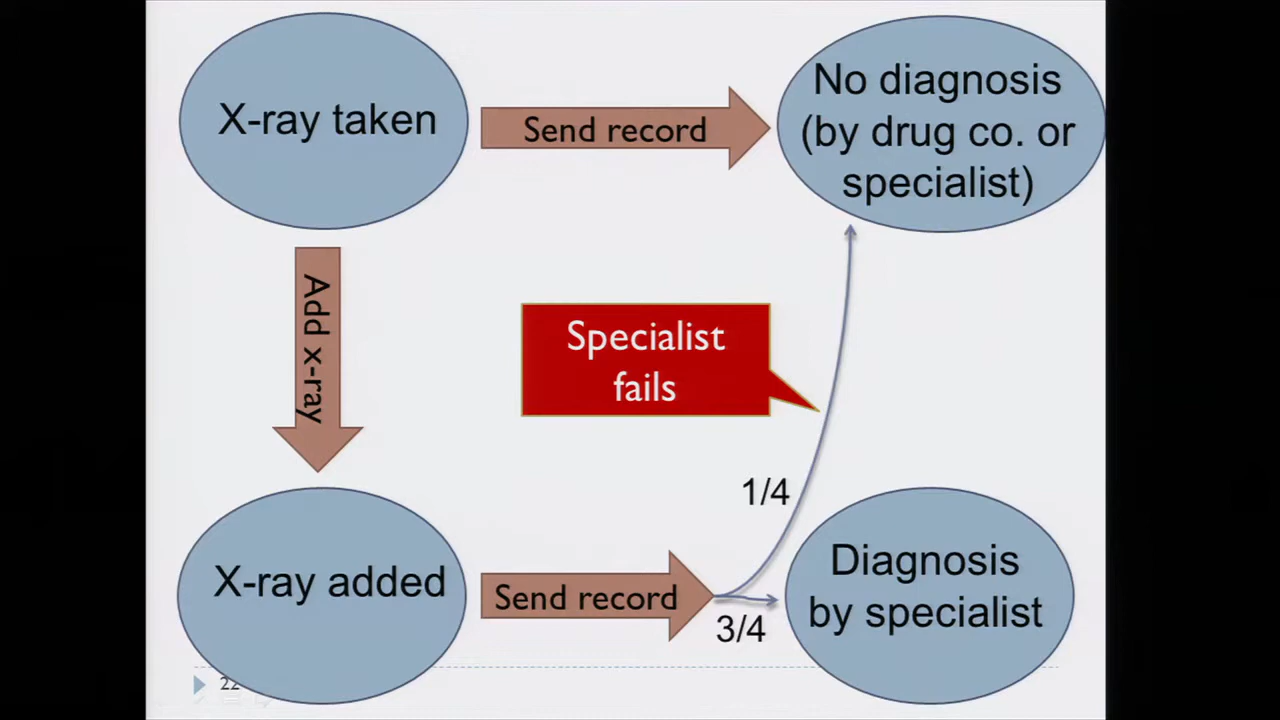 X-ray taken
Send record
No diagnosis
(by drug co. or
specialist)
Add x-ray
Specialist
fails
1/4
X-ray added
Send record
3/4
Diagnosis
by specialist
22